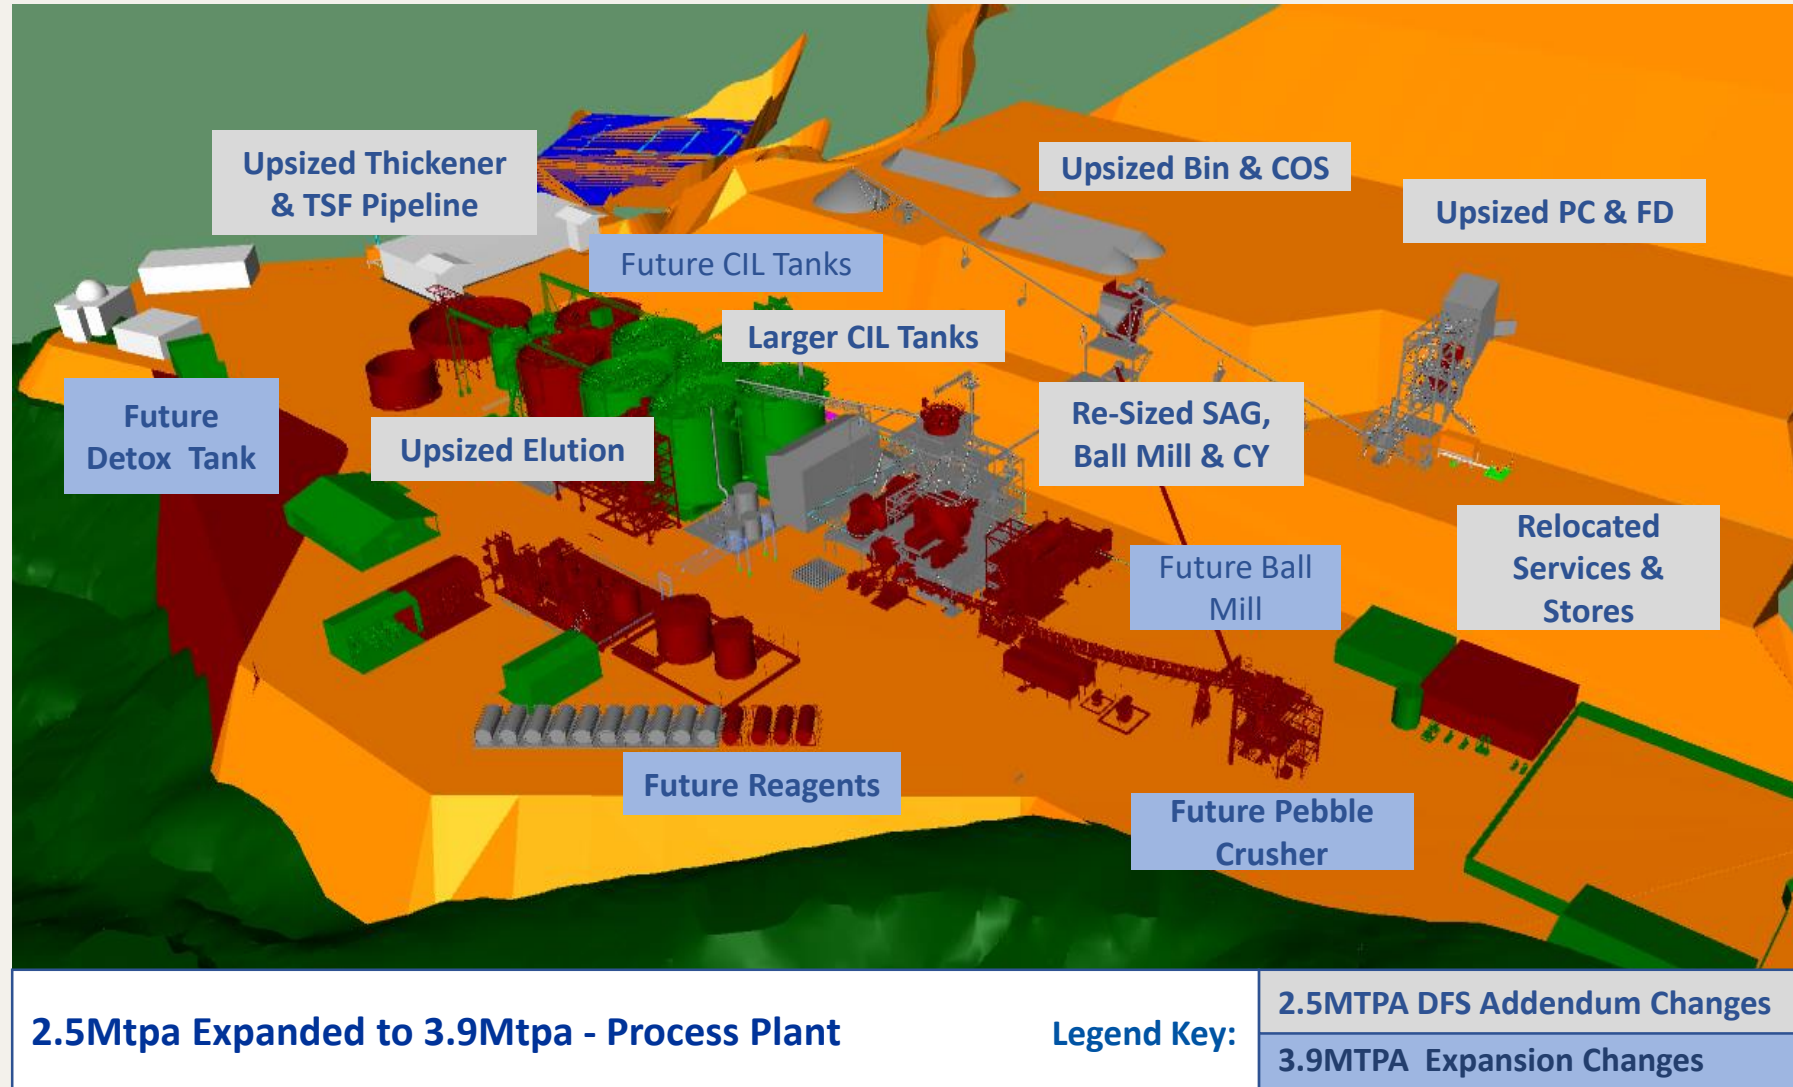 Upsized Thickener
& TSF Pipeline
Upsized Bin & COS
Upsized PC & FD
Future CIL Tanks
Larger CIL Tanks
Future
Detox Tank
Upsized Elution
Re-Sized SAG,
Ball Mill & CY
Relocated
Services &
Stores
Future Ball
Mill
Future Reagents
Future Pebble
Crusher
2.5Mtpa Expanded to 3.9Mtpa - Process Plant
Legend Key:
2.5MTPA DFS Addendum Changes
3.9MTPA Expansion Changes